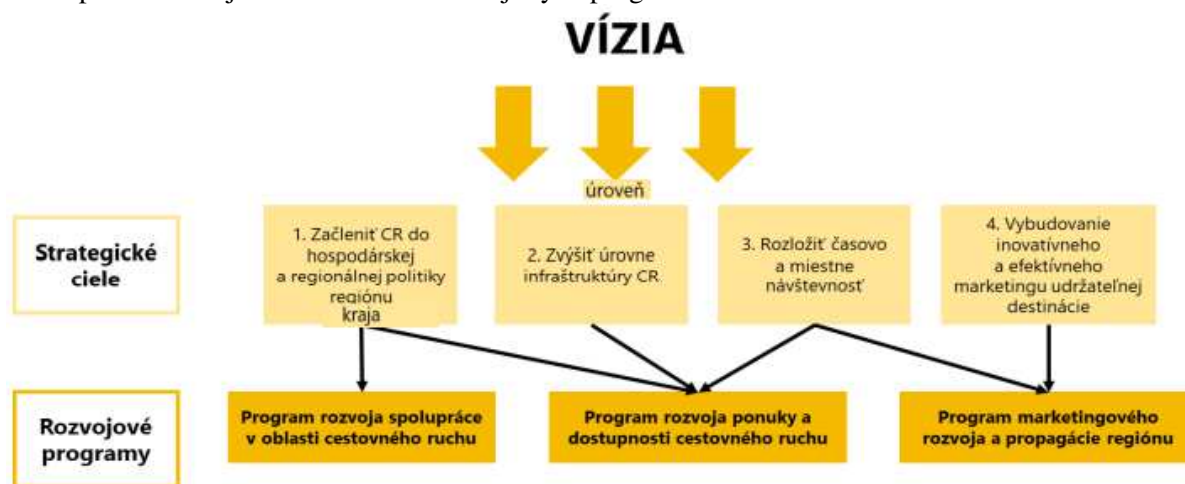 VÍZIA
úroveň
Strategické
ciele
1. Začleniť CR do
hospodárskej
a regionálnej politiky
regiónu
kraja
2. Zvýšiť úrovne
infraštruktúry CR
3. Rozložiť časovo
a miestne
návštevnosť
4. Vybudovanie
inovatívneho
a efektívneho
marketingu udržateľnej
destinácie
Rozvojové
programy
Program rozvoja spolupráce
v oblasti cestovného ruchu
Program rozvoja ponuky a
dostupnosti cestovného ruchu
Program marketingového
rozvoja a propagácie regiónu